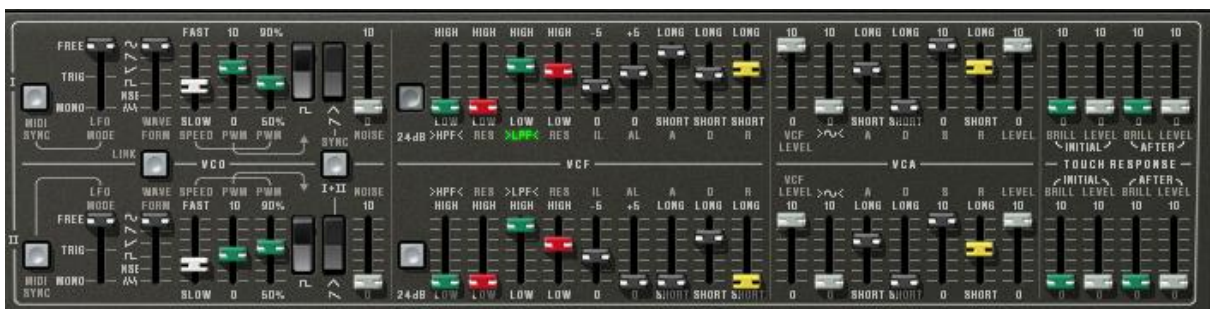 FAST 10 90% 10 HIGH HIGH HIGH HIGH -5 +5 LONG LONG LONG 10 10 LONG LONG 10 LONG 10 10 10 10 10
FREE
I TRIG
NSE
MONO
MIDI SYNC LFO MODE WAVE FORM SLOW 0 50% SYNC 0 NOISE
SPEED PWM PWM
LOW LOW LOW LOW 0 0 SHORT SHORT SHORT 0 0 SHORT SHORT 0 SHORT 0 0 0 0 0
24dB >HPF< RES >LPF< RES IL AL A D R VCF LEVEL A D S R LEVEL BRILL LEVEL BRILL LEVEL
INITIAL AFTER
LINK VCO VCF VCA TOUCH RESPONSE
I+II
INITIAL AFTER
LFO MODE WAVE FORM SPEED PWM PWM NOISE >HPF< RES >LPF< RES IL AL A D R VCF LEVEL A D S R LEVEL BRILL LEVEL BRILL LEVEL
FAST 10 90% 10 HIGH HIGH HIGH HIGH -5 +5 LONG LONG LONG 10 10 LONG LONG 10 LONG 10 10 10 10 10
FREE
II TRIG
NSE
MIDI SYNC MONO
SLOW 0 50% 0 24dB LOW LOW LOW LOW 0 0 SHORT SHORT SHORT 0 0 SHORT SHORT 0 SHORT 0 0 0 0 0